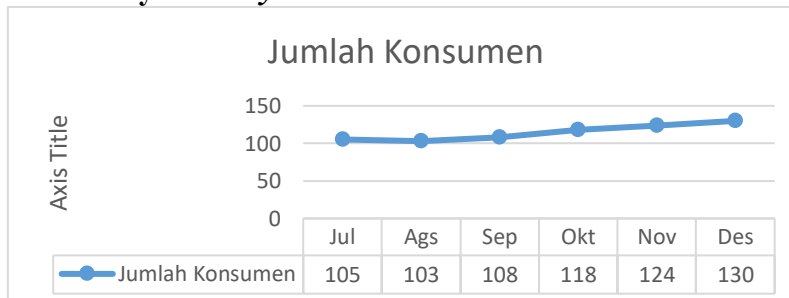 Jumlah Konsumen
Axis Title
150
100
50
0
Jul Ags Sep Okt Nov Des
Jumlah Konsumen 105 103 108 118 124 130